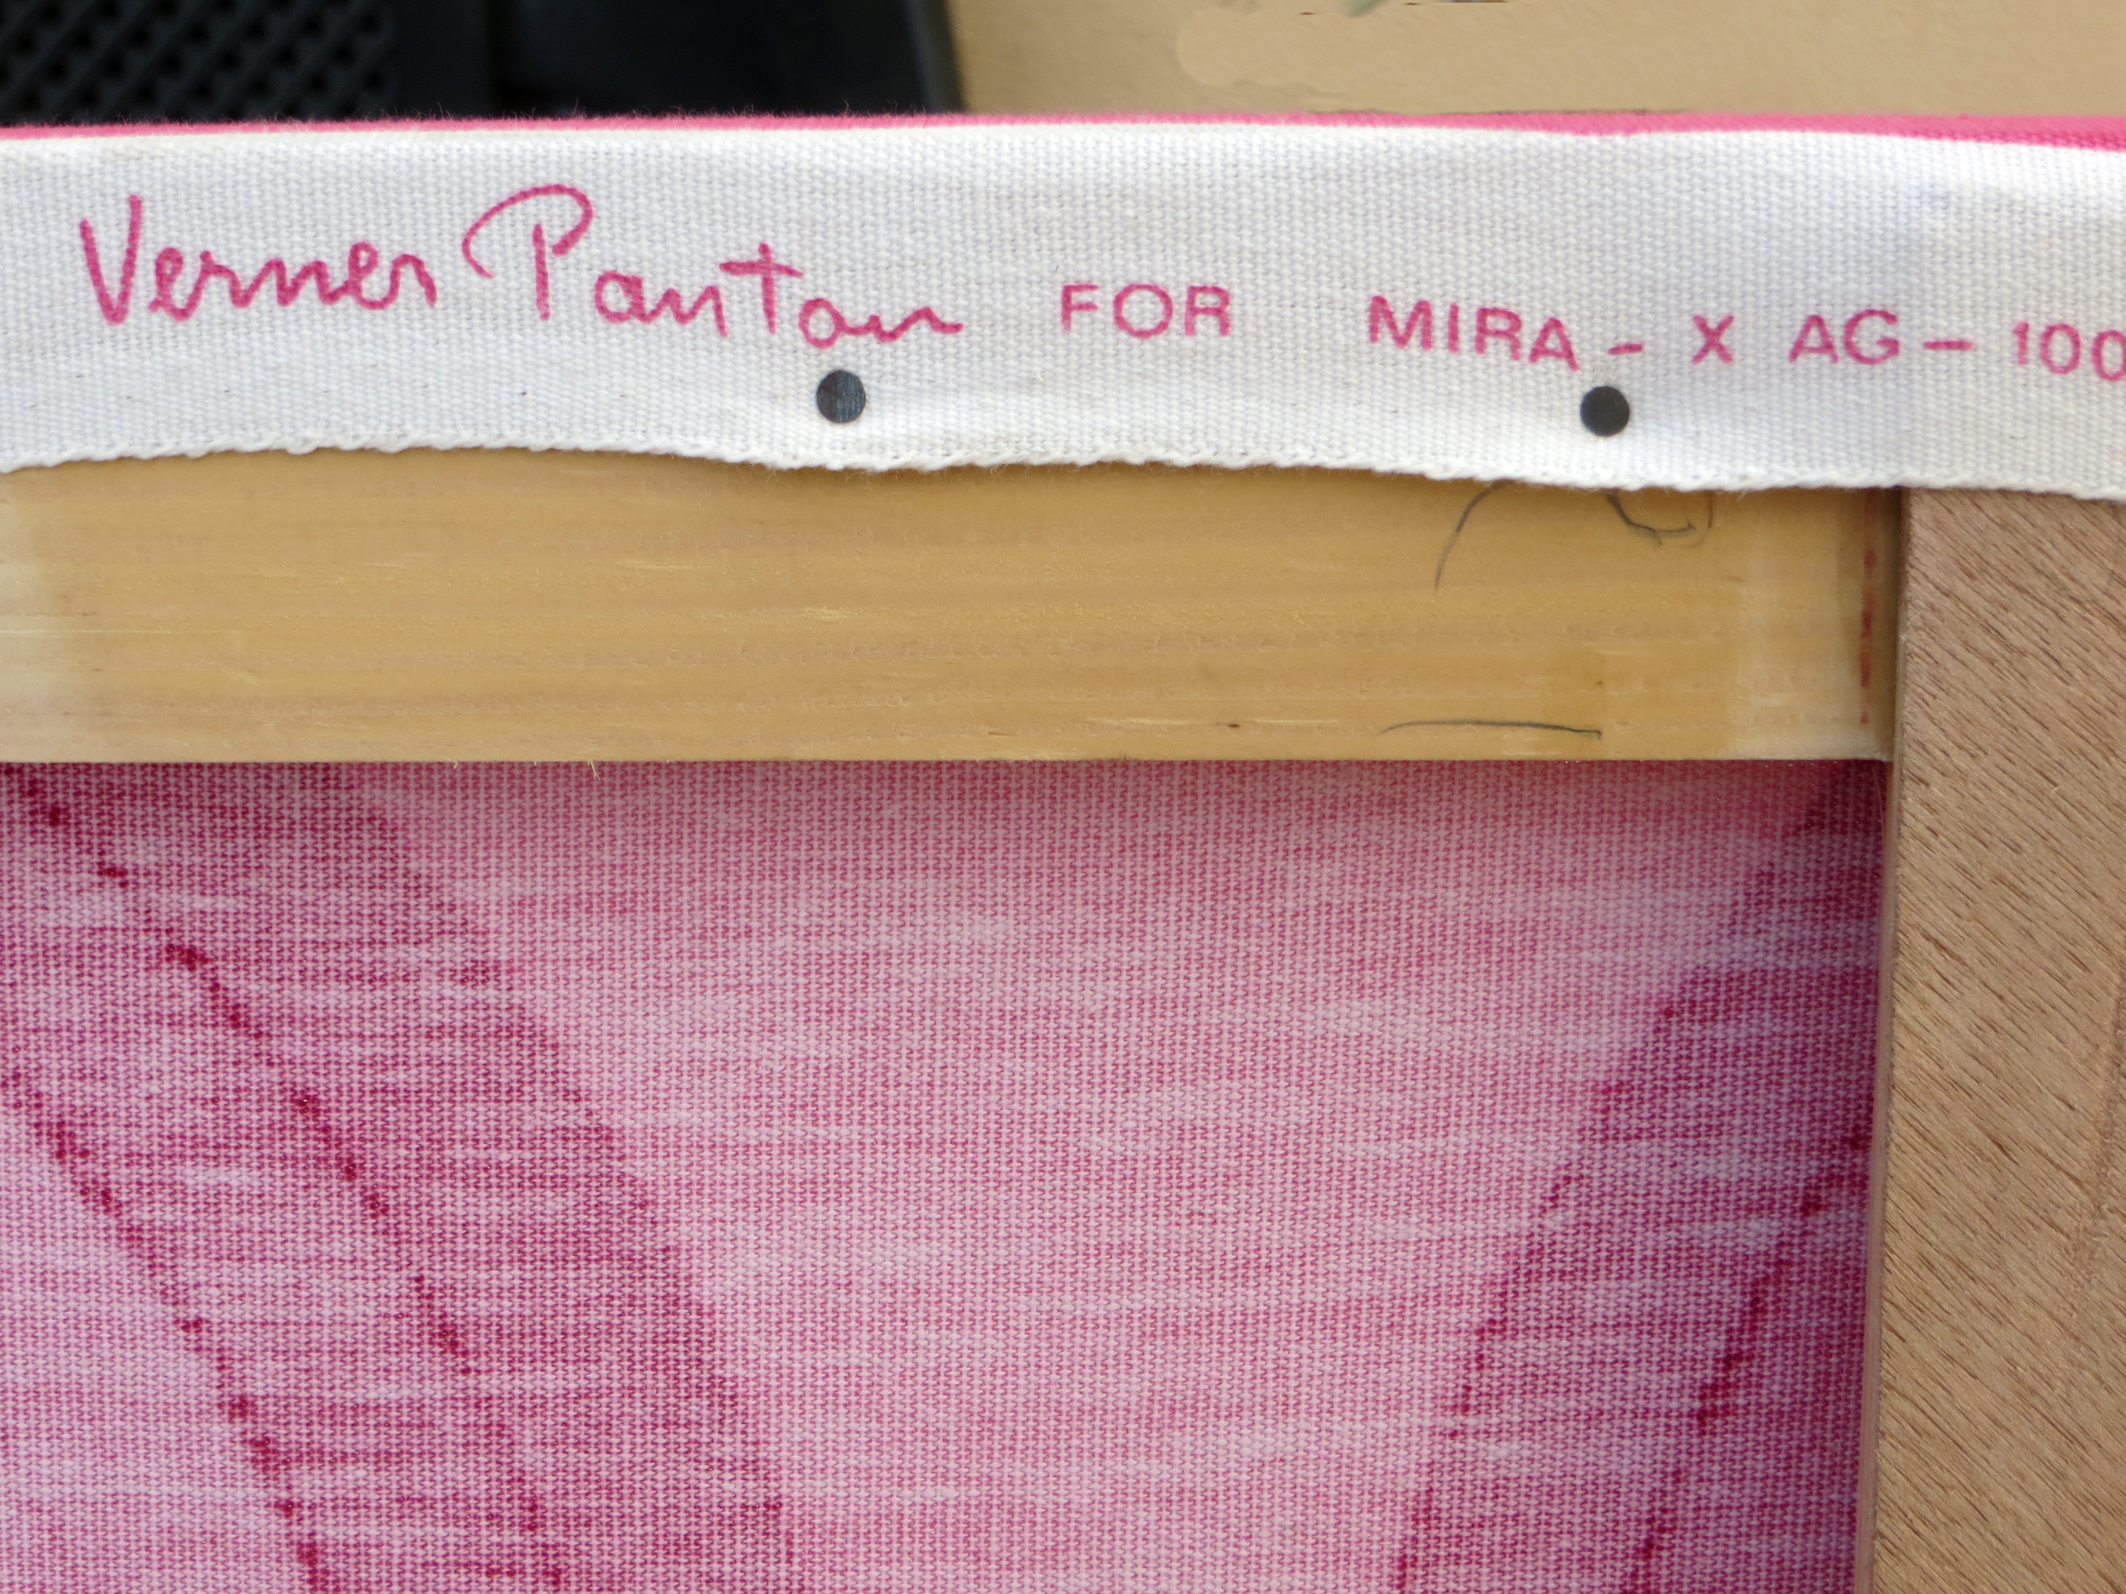 Verner Panton FOR MIRA - X AG - 100